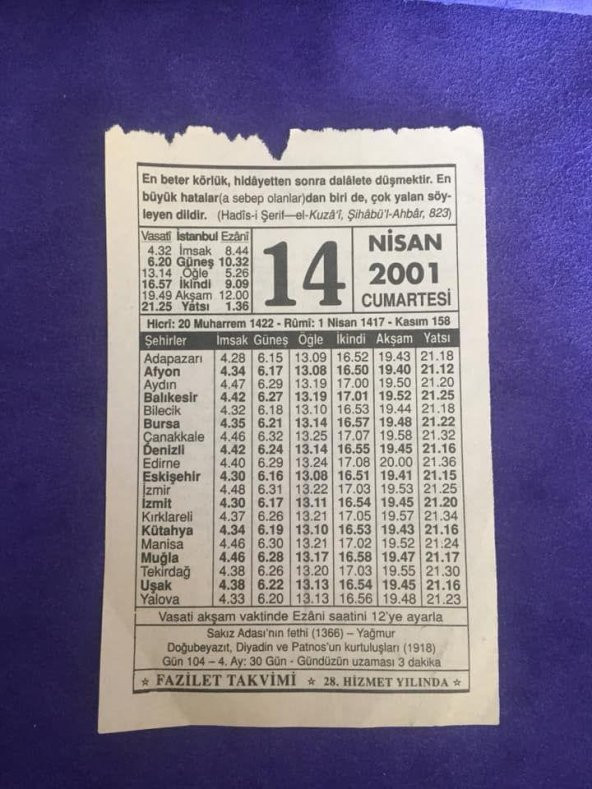 En beter körlük, hidâyetten sonra dalâlete düşmektir. En
büyük hatalar(a sebep olanlar)dan biri de, çok yalan söy-
leyen dildir. (Hadîs-i Şerif—el-Kuzâ'î, Şihâbü'l-Ahbâr, 823)
Vasatî İstanbul Ezânî
4.32 İmsak 8.44
6.20 Güneş 10.32
13.14 Öğle 5.26
16.57 İkindi 9.09
19.49 Akşam 12.00
21.25 Yatsı 1.36
14
NİSAN
2001
CUMARTESİ
Hicrî: 20 Muharrem 1422 - Rûmî: 1 Nisan 1417 - Kasım 158
Şehirler İmsak Güneş Öğle İkindi Akşam Yatsı
Adapazarı 4.28 6.15 13.09 16.52 19.43 21.18
Afyon 4.34 6.17 13.08 16.50 19.40 21.12
Aydın 4.47 6.29 13.19 17.00 19.50 21.20
Balıkesir 4.42 6.27 13.19 17.01 19.52 21.25
Bilecik 4.32 6.18 13.10 16.53 19.44 21.18
Bursa 4.35 6.21 13.14 16.57 19.48 21.22
Çanakkale 4.46 6.32 13.25 17.07 19.58 21.32
Denizli 4.42 6.24 13.14 16.55 19.45 21.16
Edirne 4.40 6.29 13.24 17.08 20.00 21.36
Eskişehir 4.30 6.16 13.08 16.51 19.41 21.15
İzmir 4.48 6.31 13.22 17.03 19.53 21.25
İzmit 4.30 6.17 13.11 16.54 19.45 21.20
Kırklareli 4.37 6.26 13.21 17.05 19.57 21.34
Kütahya 4.34 6.19 13.10 16.53 19.43 21.16
Manisa 4.46 6.30 13.21 17.02 19.52 21.24
Muğla 4.46 6.28 13.17 16.58 19.47 21.17
Tekirdağ 4.38 6.26 13.20 17.03 19.55 21.30
Uşak 4.38 6.22 13.13 16.54 19.45 21.16
Yalova 4.33 6.20 13.13 16.56 19.48 21.23
Vasati akşam vaktinde Ezâni saatini 12'ye ayarla
Sakız Adası'nın fethi (1366) – Yağmur
Doğubeyazıt, Diyadin ve Patnos'un kurtuluşları (1918)
Gün 104 – 4. Ay: 30 Gün - Gündüzün uzaması 3 dakika
☆ FAZİLET TAKVİMİ ☆ 28. HİZMET YILINDA ☆